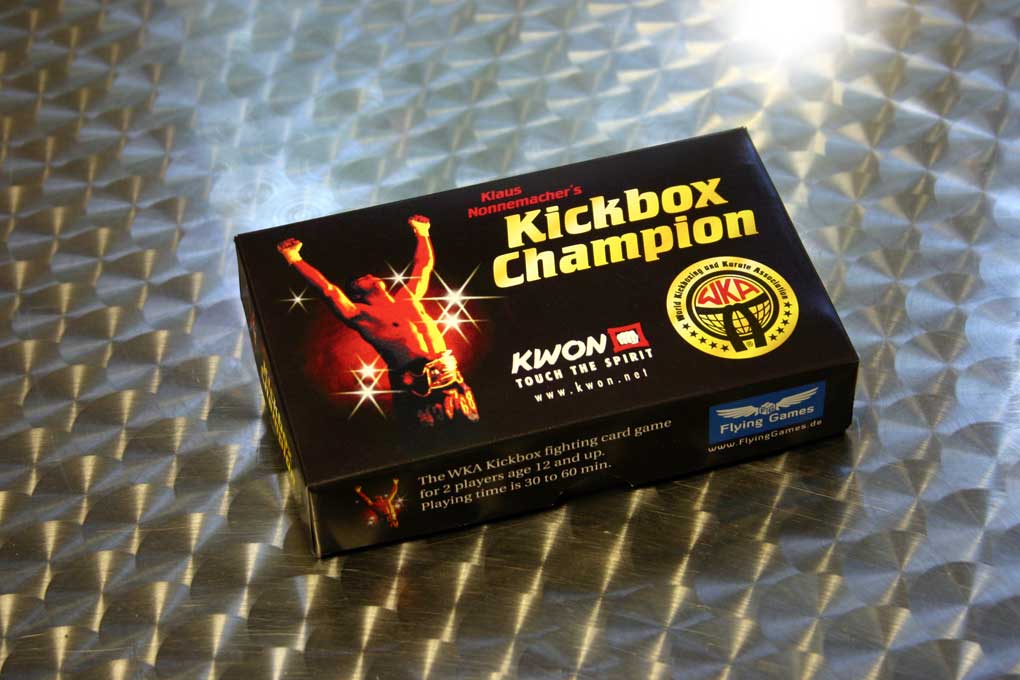 Klaus
Nonnemacher's
Kickbox
Champion
World Kickboxing and Karate Association
WKA
KWON
TOUCH THE SPIRIT
www.kwon.net
The WKA Kickbox fighting card game
for 2 players age 12 and up.
Playing time is 30 to 60 min.
Flying Games
www.FlyingGames.de